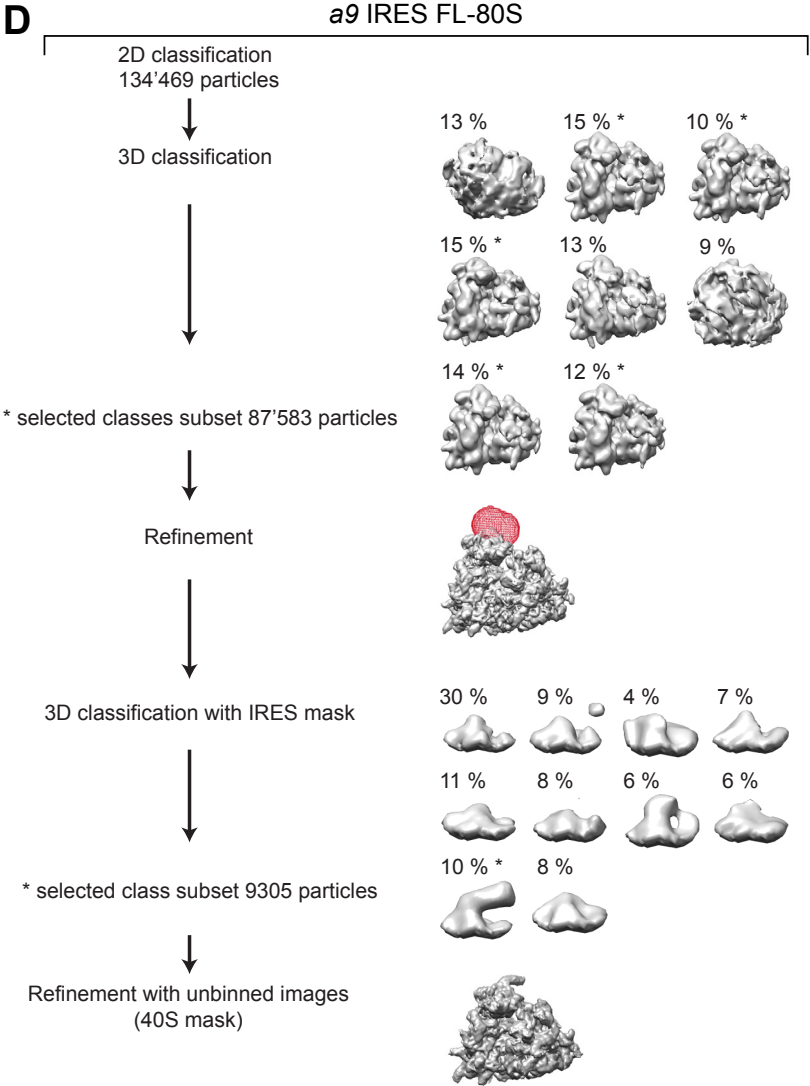 D
a9 IRES FL-80S
2D classification
134'469 particles
3D classification
13 %
15 % *
10 % *
15 % *
13 %
9 %
14 % *
12 % *
* selected classes subset 87'583 particles
Refinement
3D classification with IRES mask
30 %
9 %
4 %
7 %
11 %
8 %
6 %
6 %
10 % *
8 %
* selected class subset 9305 particles
Refinement with unbinned images
(40S mask)